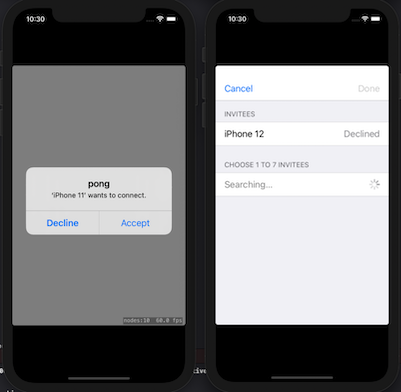 10:30
pong
'iPhone 11' wants to connect.
Decline Accept
nodes:10 60.0 fps
10:30
Cancel Done
INVITEES
iPhone 12 Declined
CHOOSE 1 TO 7 INVITEES
Searching...